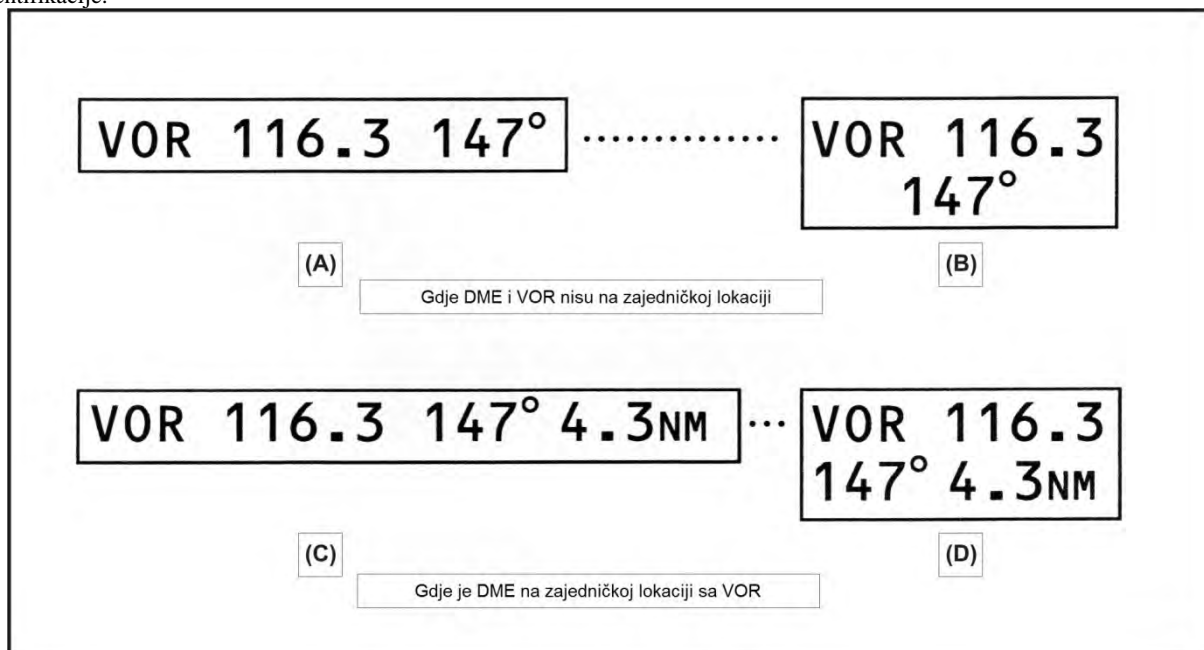 VOR 116.3 147° .............. VOR 116.3
147°
(A) (B)
Gdje DME i VOR nisu na zajedničkoj lokaciji
VOR 116.3 147° 4.3NM ... VOR 116.3
147° 4.3NM
(C) (D)
Gdje je DME na zajedničkoj lokaciji sa VOR